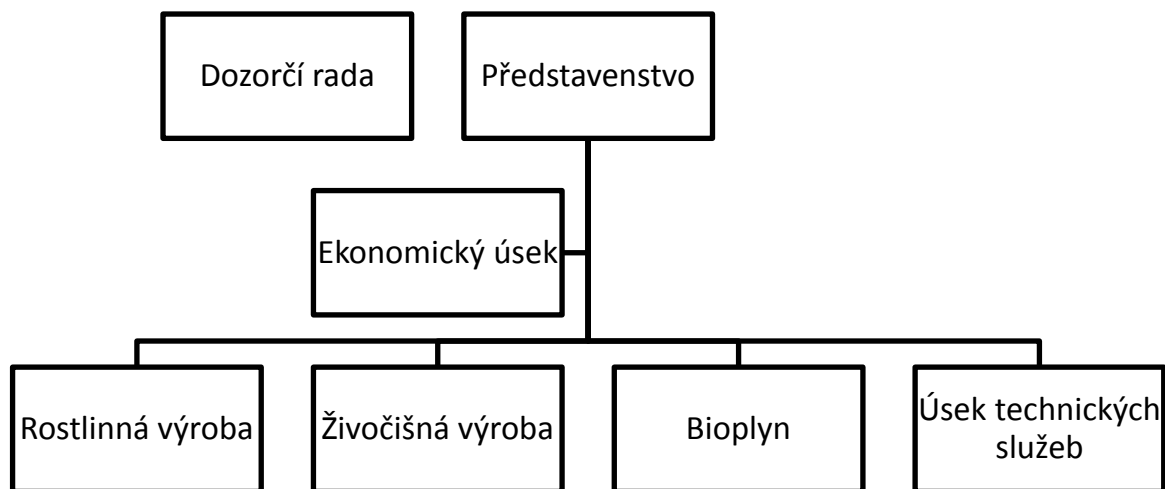 Dozorčí rada
Představenstvo
Ekonomický úsek
Rostlinná výroba
Živočišná výroba
Bioplyn
Úsek technických
služeb